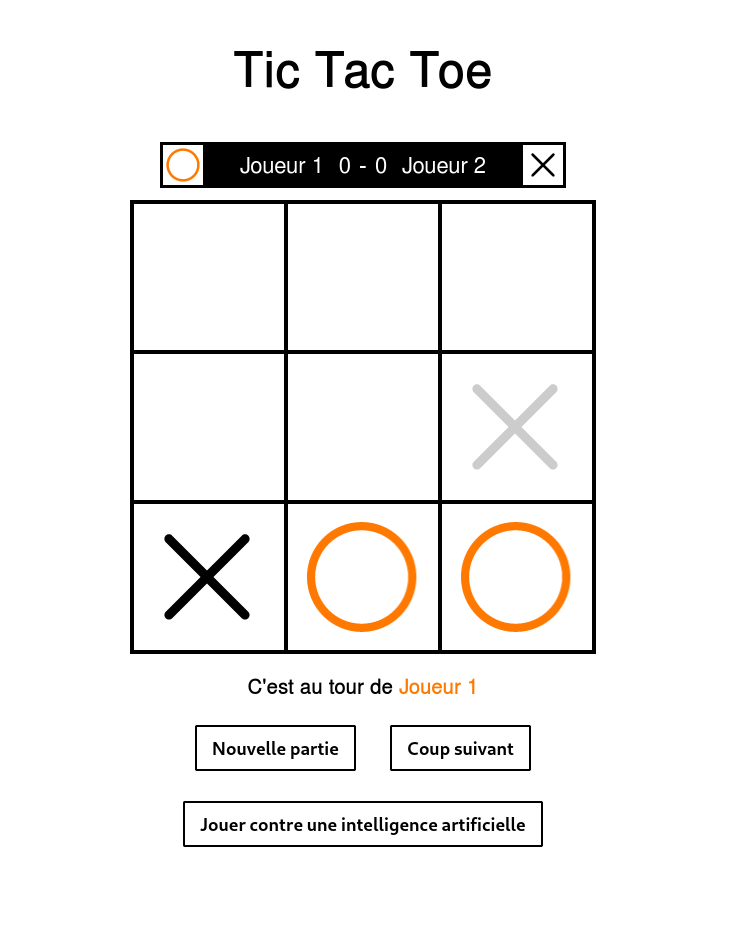 Tic Tac Toe
Joueur 1 0 - 0 Joueur 2
C'est au tour de Joueur 1
Nouvelle partie
Coup suivant
Jouer contre une intelligence artificielle